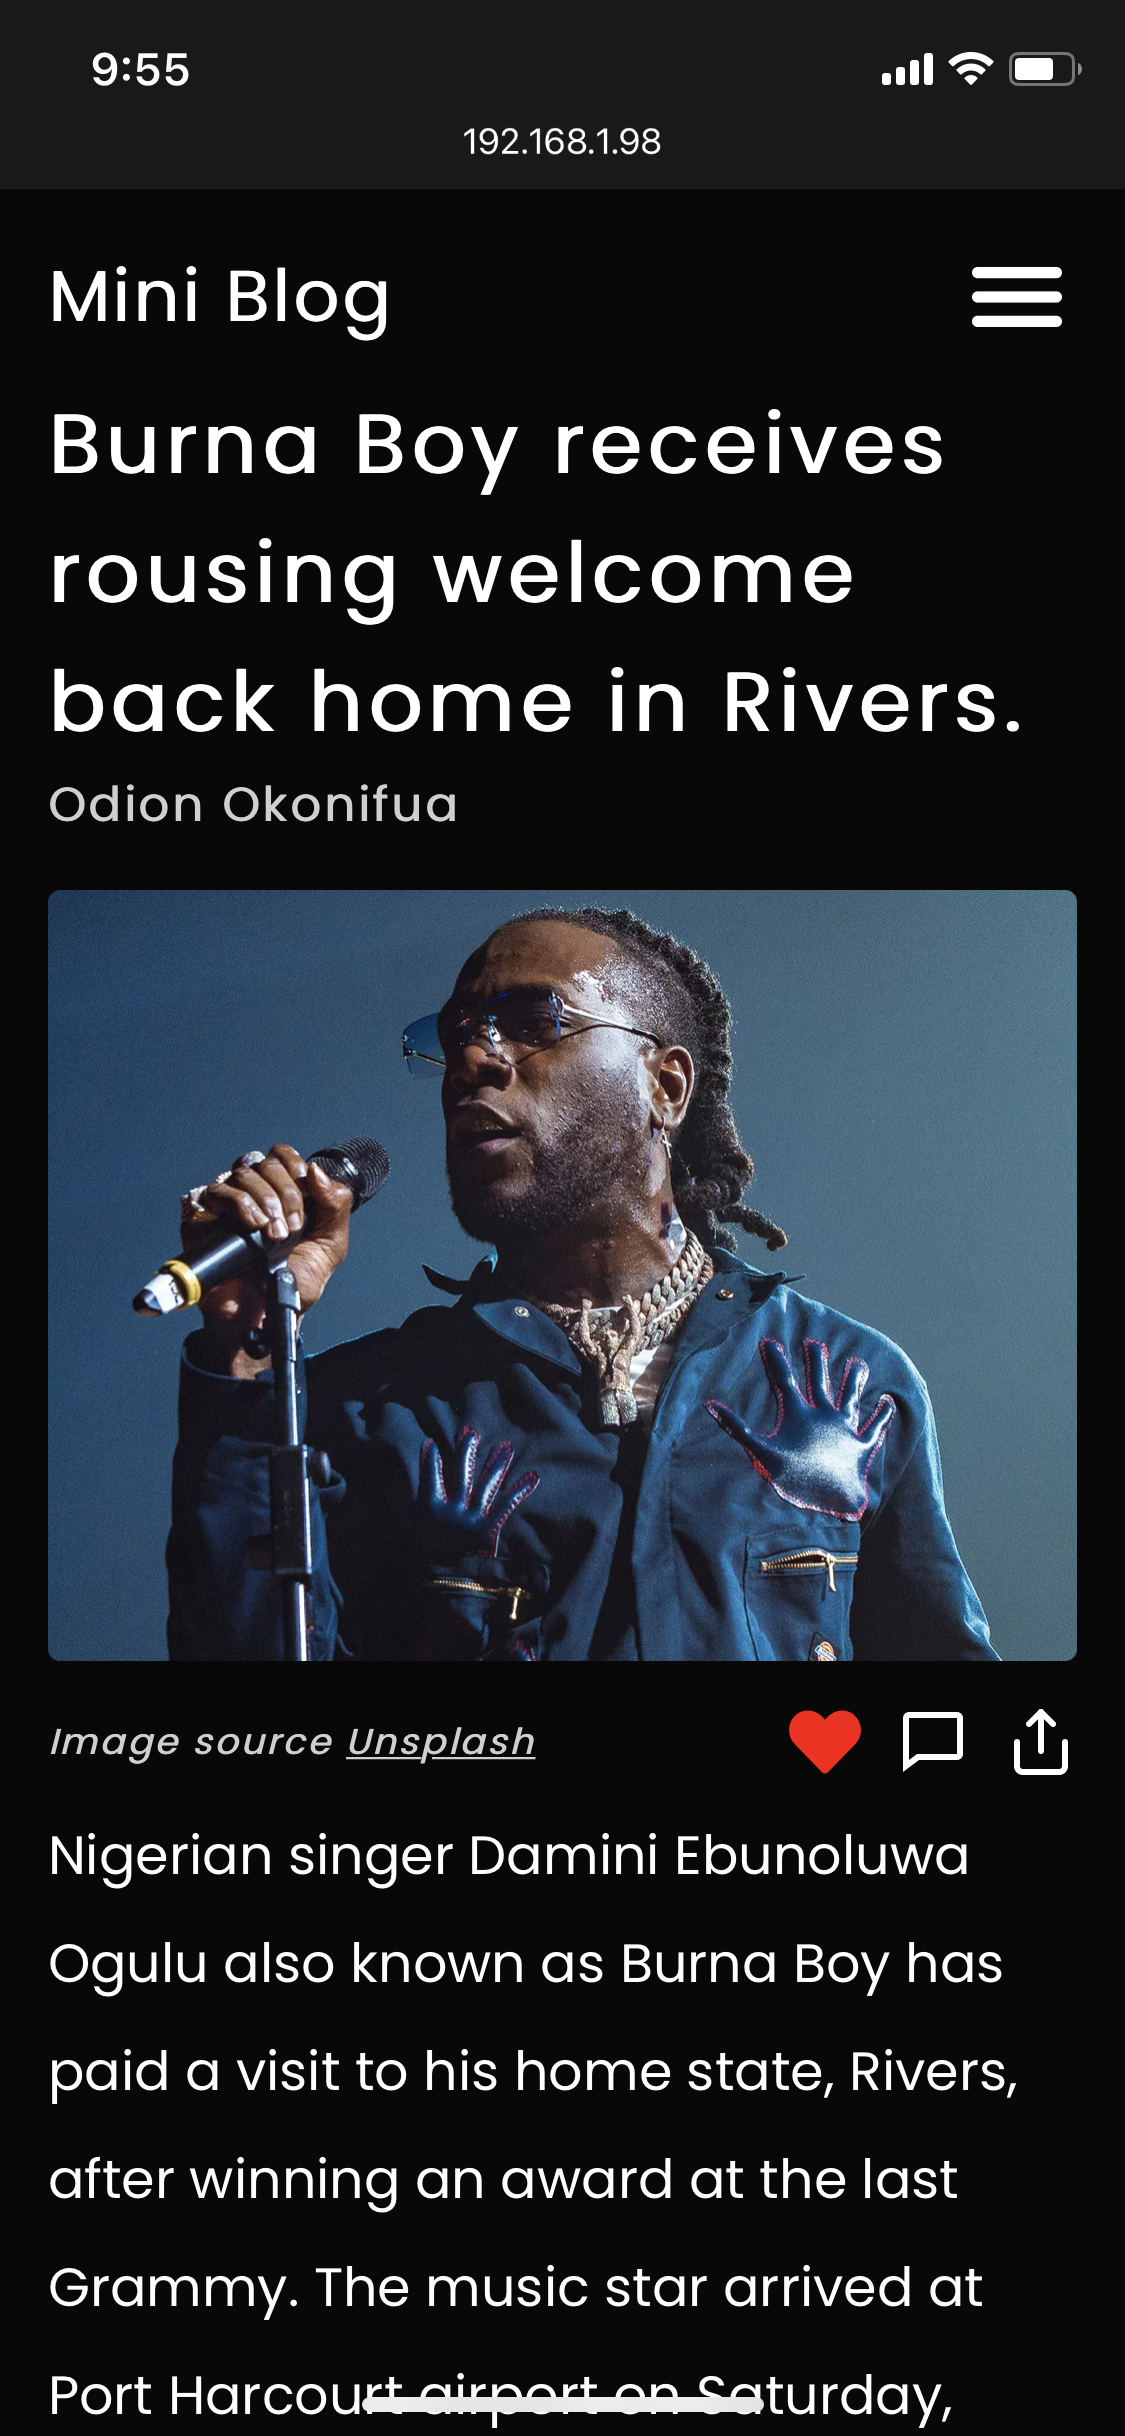 9:55
192.168.1.98
Mini Blog
Burna Boy receives
rousing welcome
back home in Rivers.
Odion Okonifua
Image source Unsplash
Nigerian singer Damini Ebunoluwa
Ogulu also known as Burna Boy has
paid a visit to his home state, Rivers,
after winning an award at the last
Grammy. The music star arrived at
Port Harcourt airport on Saturday,